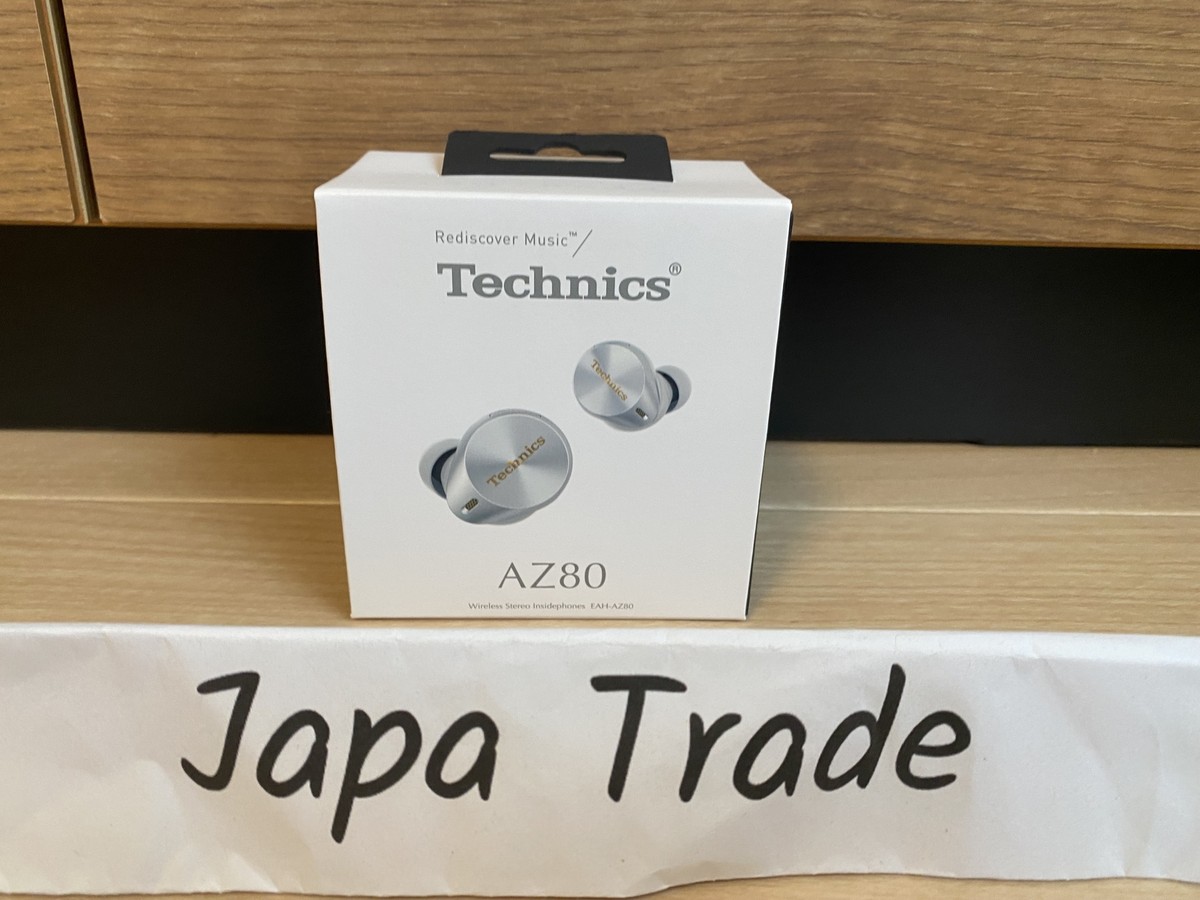 Rediscover Music™/
Technics®
Technics
Technics
AZ80
Wireless Stereo Insidephones EAH-AZ80
Japa Trade